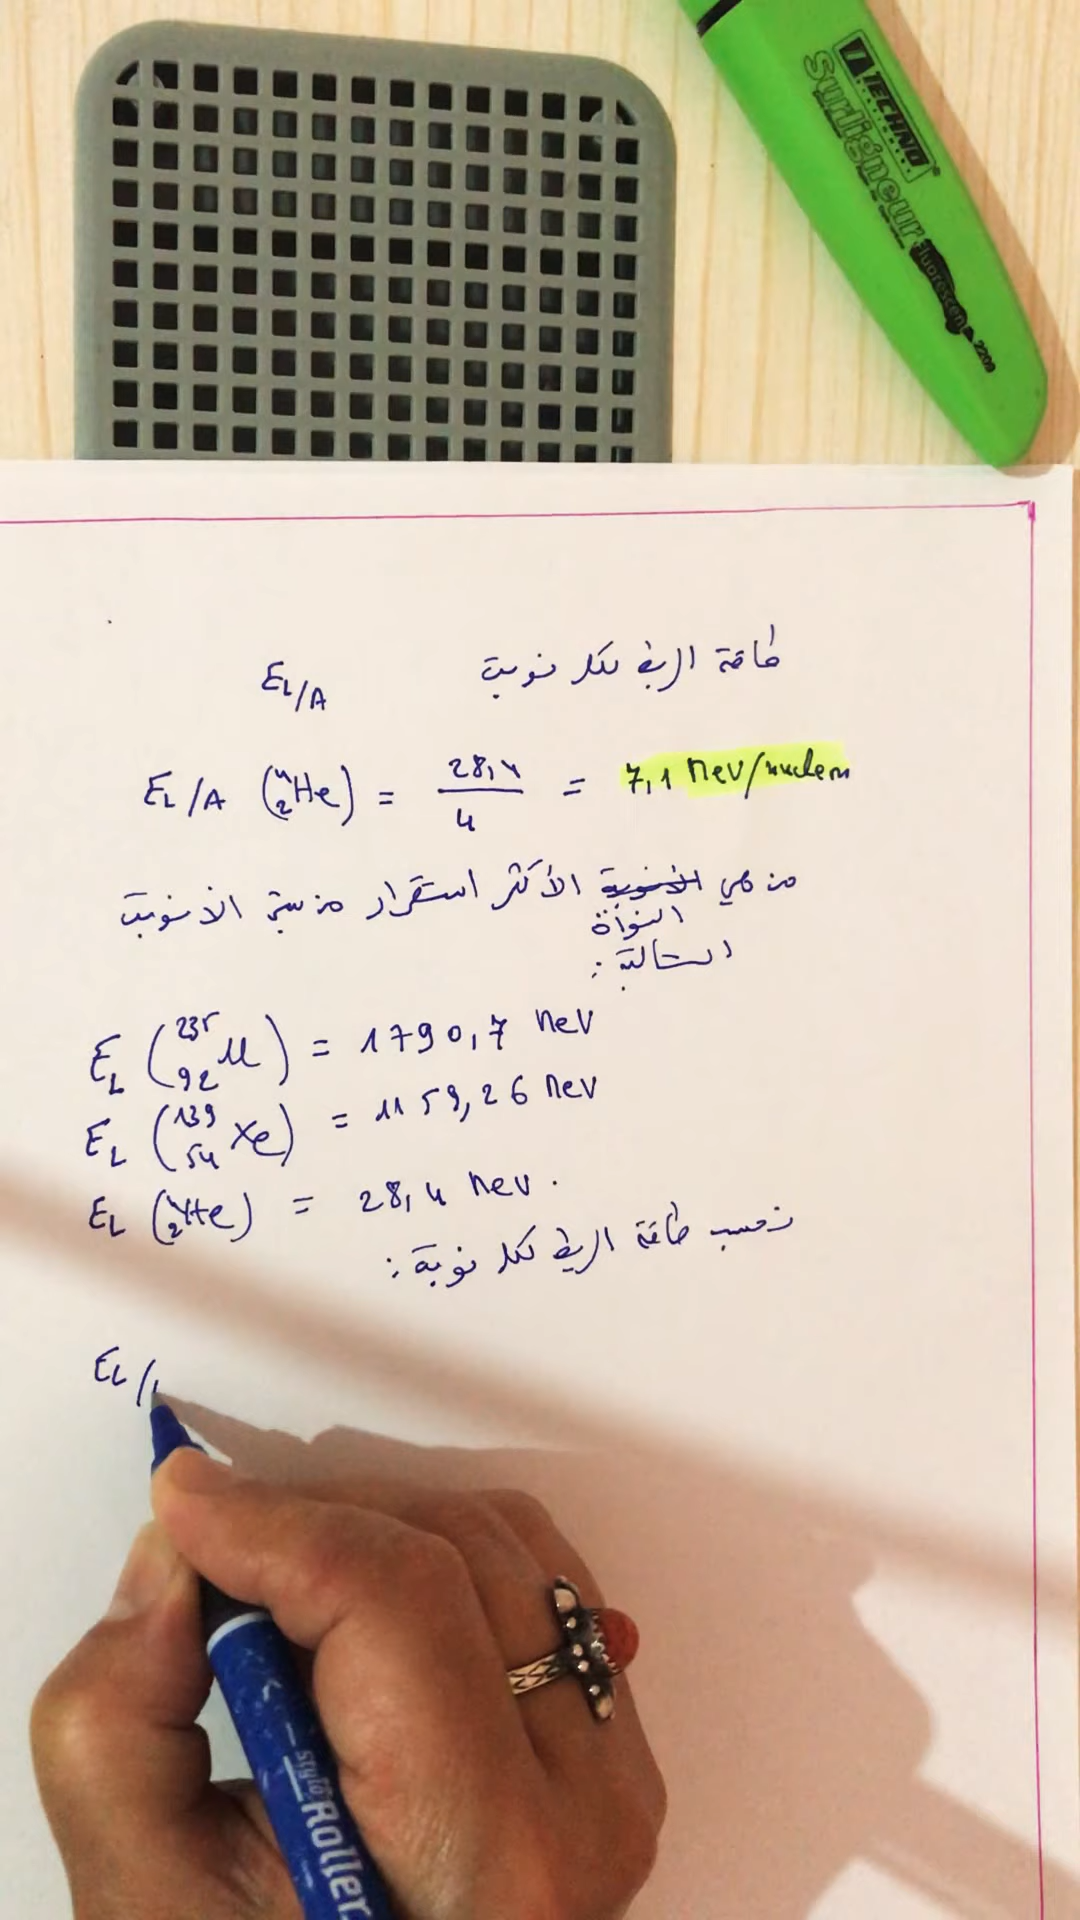 TECHNO
Surligneur
fluorescent 2209
طاقة الربط لكل نوية EL/A
EL/A (⁴₂He) = 28,4/4 = 7,1 MeV/nucleon
من هي الأكثر استقرار من بين الأنوية
النواة
التالية :
EL (²³⁵₉₂U) = 1790,7 MeV
EL (¹³⁹₅₄Xe) = 1159,26 MeV
EL (⁴₂He) = 28,4 MeV.
نحسب طاقة الربط لكل نوية :
EL/
stylo Roller